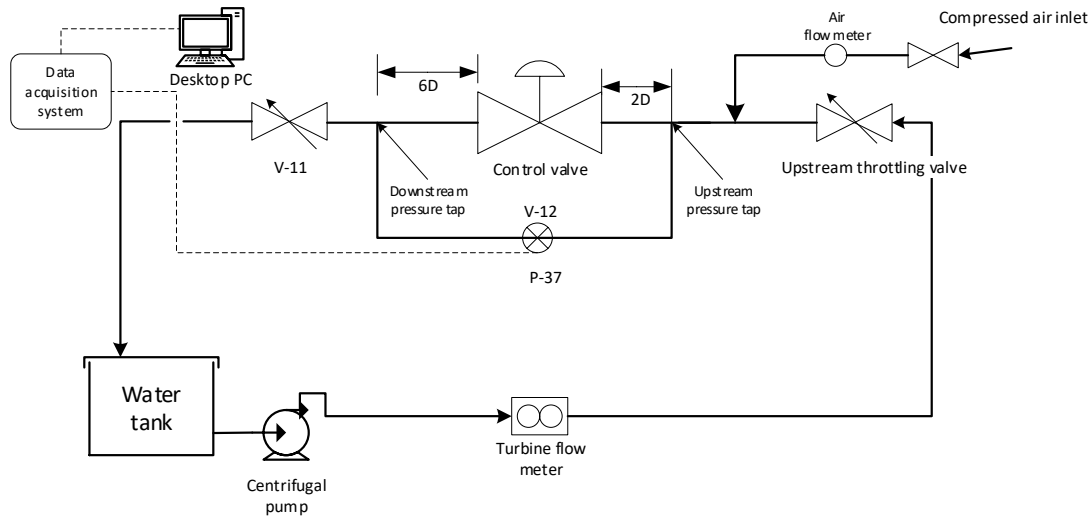 Compressed air inlet
Air
flow meter
Desktop PC
Data
acquisition
system
6D
2D
V-11
Control valve
Upstream throttling valve
Downstream
pressure tap
V-12
Upstream
pressure tap
P-37
Water
tank
Turbine flow
meter
Centrifugal
pump